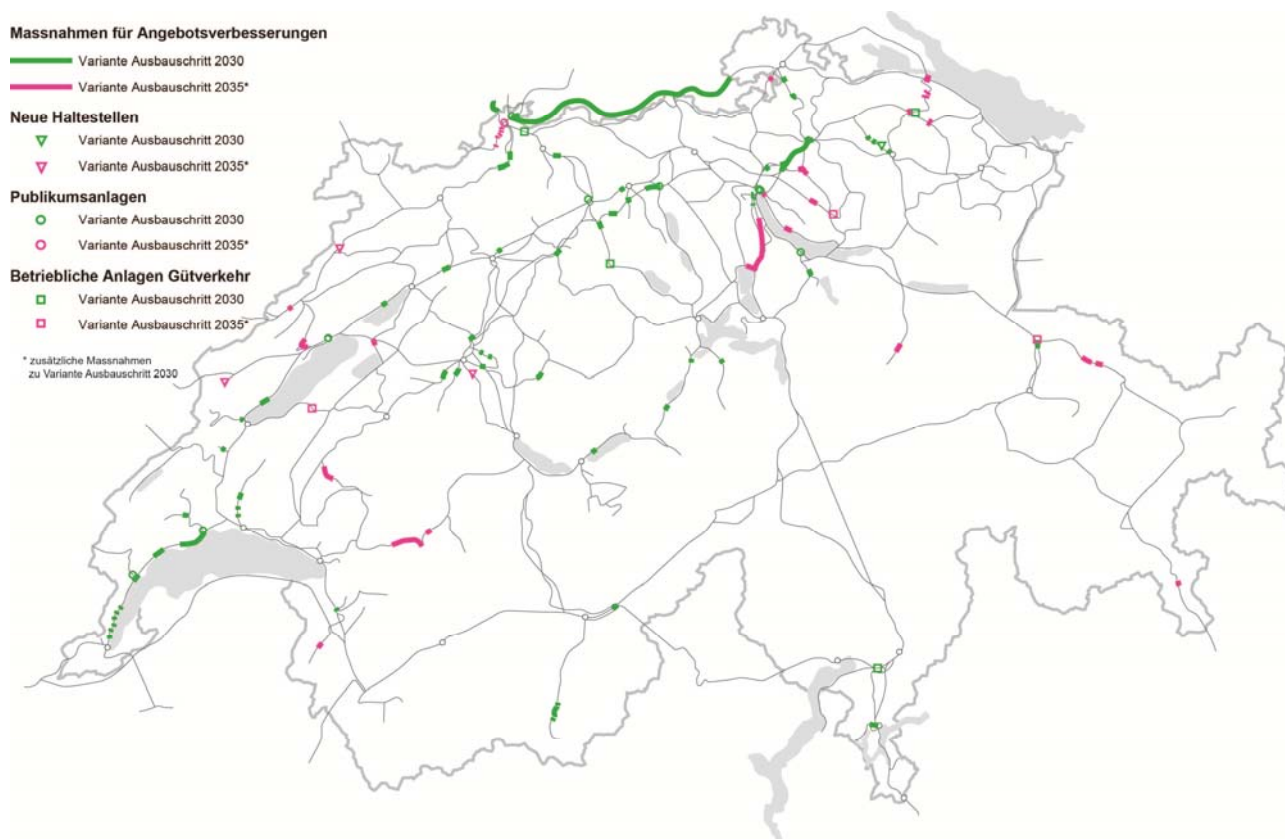 Massnahmen für Angebotsverbesserungen
Variante Ausbauschritt 2030
Variante Ausbauschritt 2035*
Neue Haltestellen
Variante Ausbauschritt 2030
Variante Ausbauschritt 2035*
Publikumsanlagen
Variante Ausbauschritt 2030
Variante Ausbauschritt 2035*
Betriebliche Anlagen Gütverkehr
Variante Ausbauschritt 2030
Variante Ausbauschritt 2035*
* zusätzliche Massnahmen
zu Variante Ausbauschritt 2030